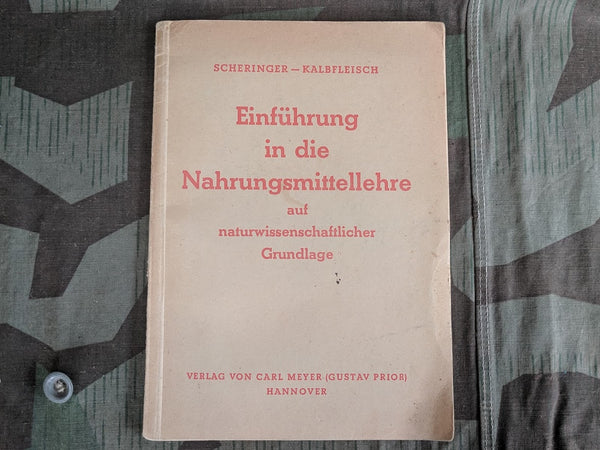 SCHERINGER — KALBFLEISCH
Einführung
in die
Nahrungsmittellehre
auf
naturwissenschaftlicher
Grundlage
VERLAG VON CARL MEYER (GUSTAV PRIOR)
HANNOVER